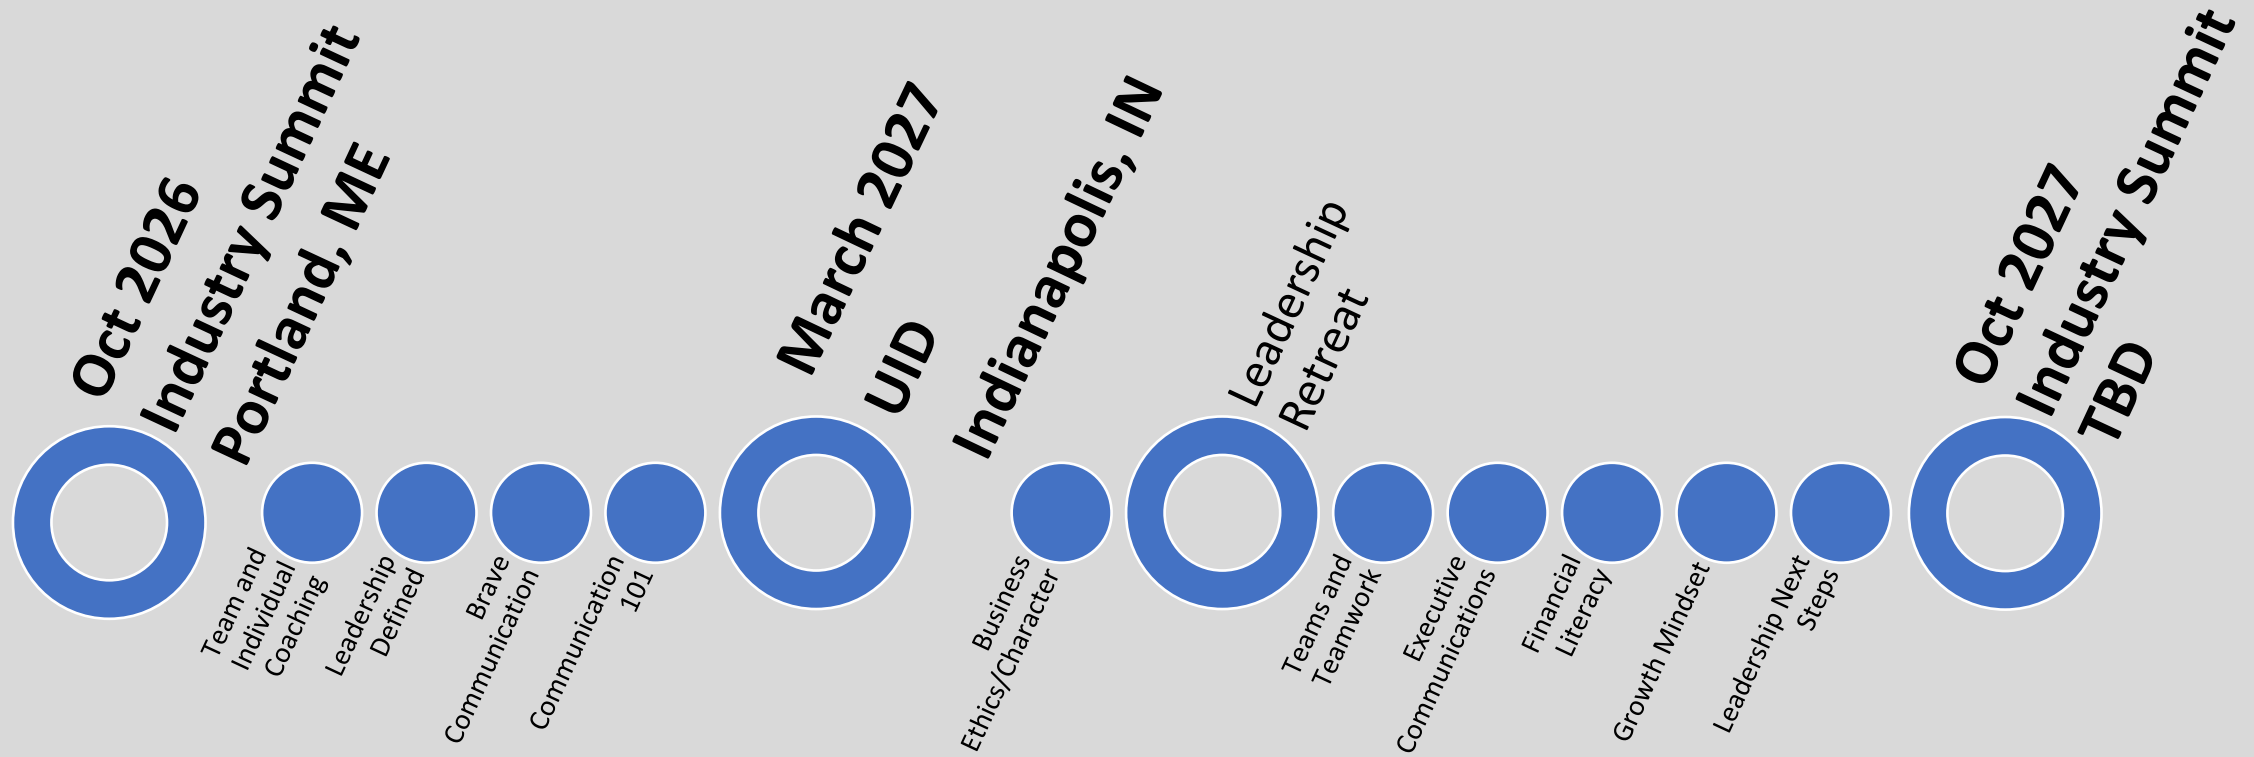 Oct 2026
Industry Summit
Portland, ME
Team and
Individual
Coaching
Leadership
Defined
Brave
Communication
Communication
101
March 2027
UID
Indianapolis, IN
Business
Ethics/Character
Leadership
Retreat
Teams and
Teamwork
Executive
Communications
Financial
Literacy
Growth Mindset
Leadership Next
Steps
Oct 2027
Industry Summit
TBD